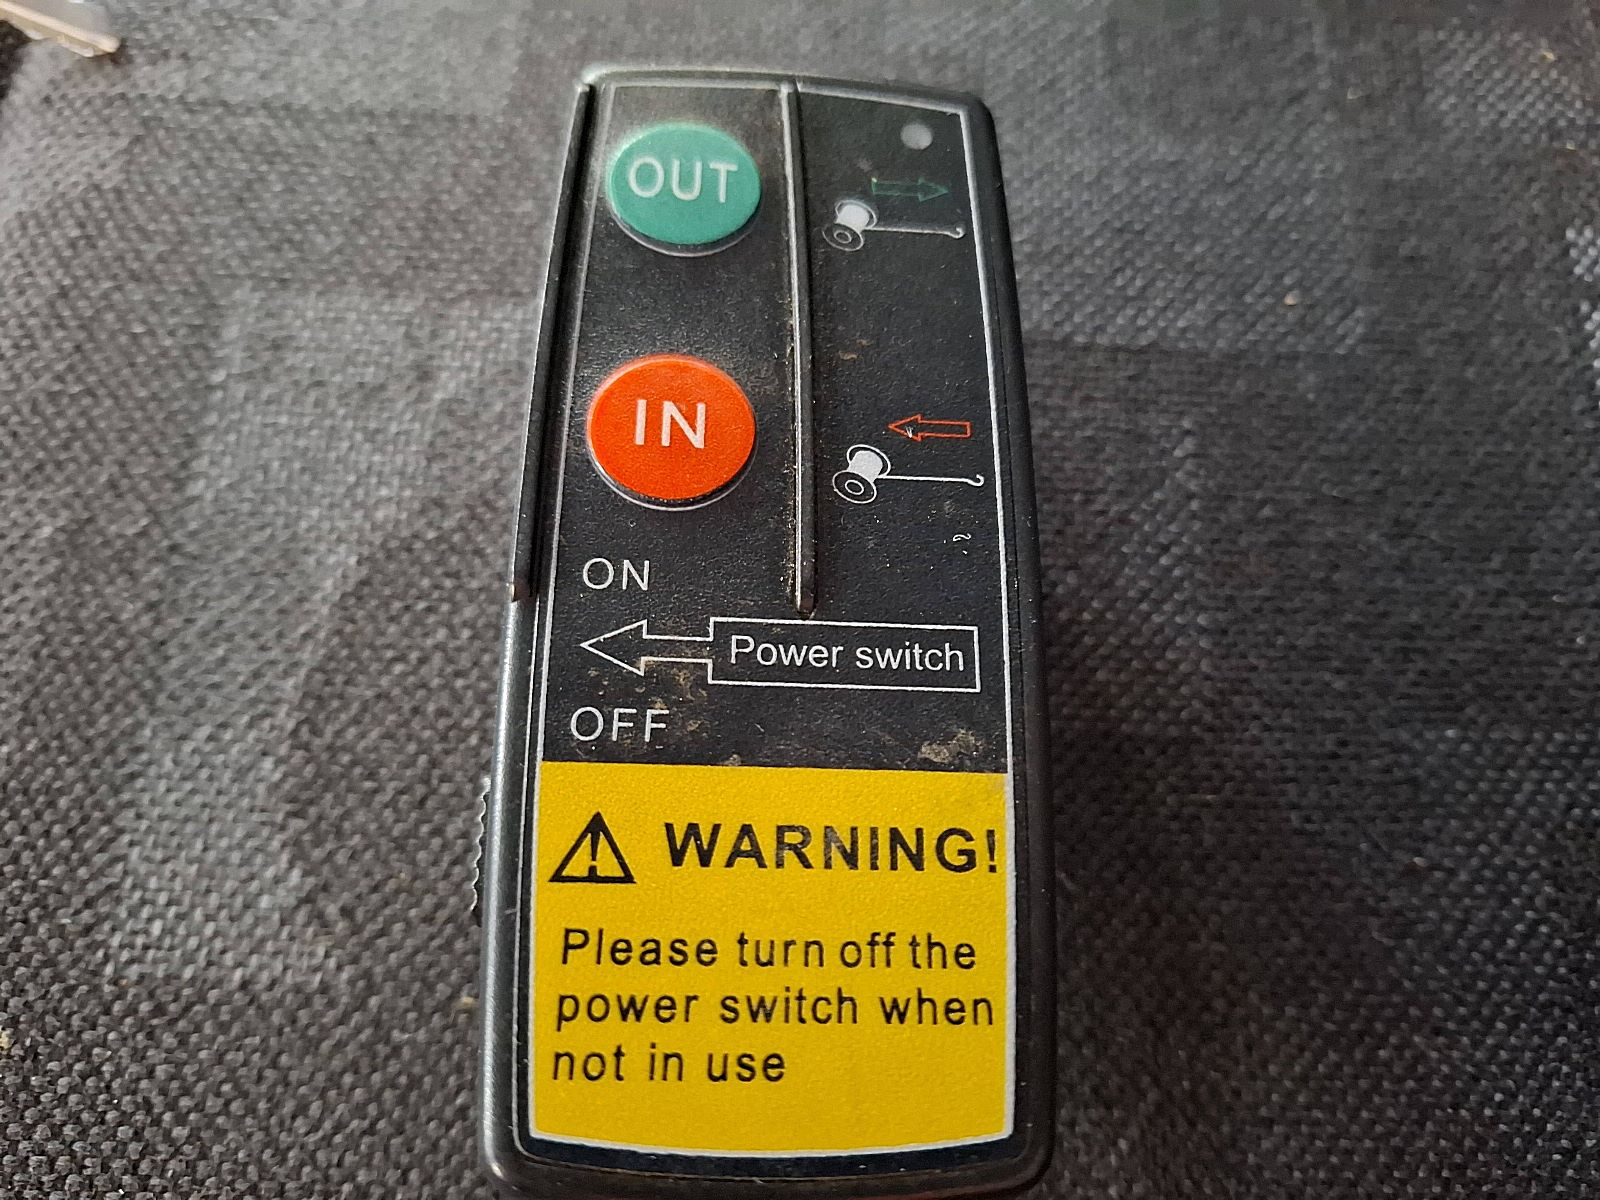 OUT
IN
ON
Power switch
OFF
WARNING!
Please turn off the
power switch when
not in use